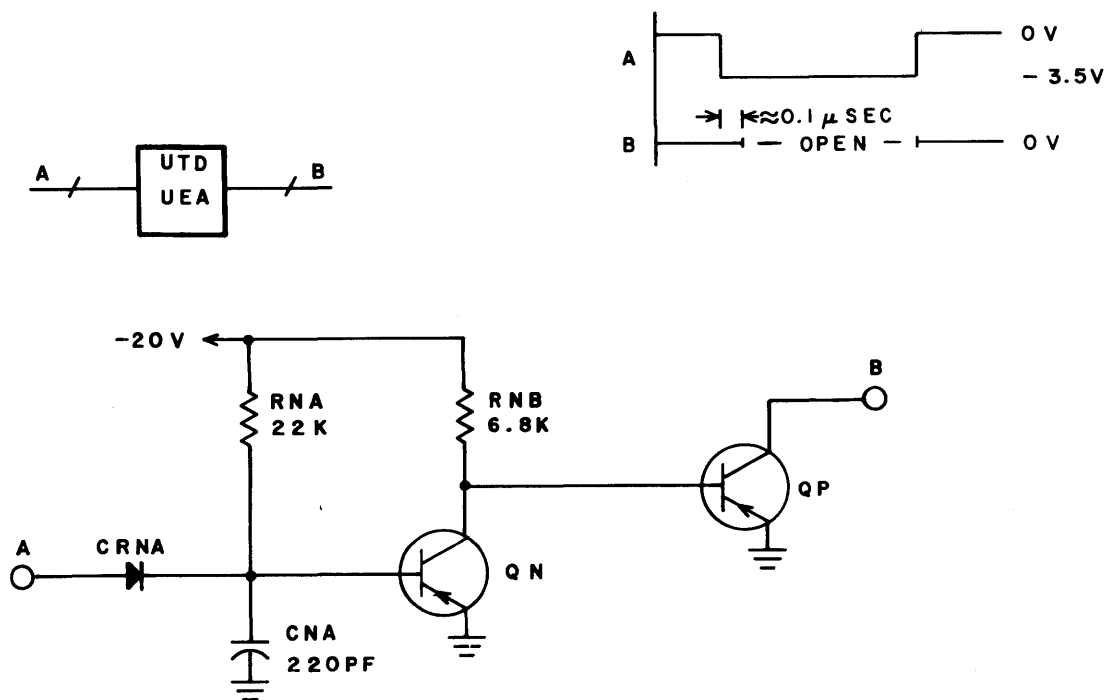 A
0 V
- 3.5V
≈0.1 μ SEC
B
OPEN
0 V
A
UTD
UEA
B
-20V
RNA
22K
RNB
6.8K
B
QP
A
CRNA
QN
CNA
220PF